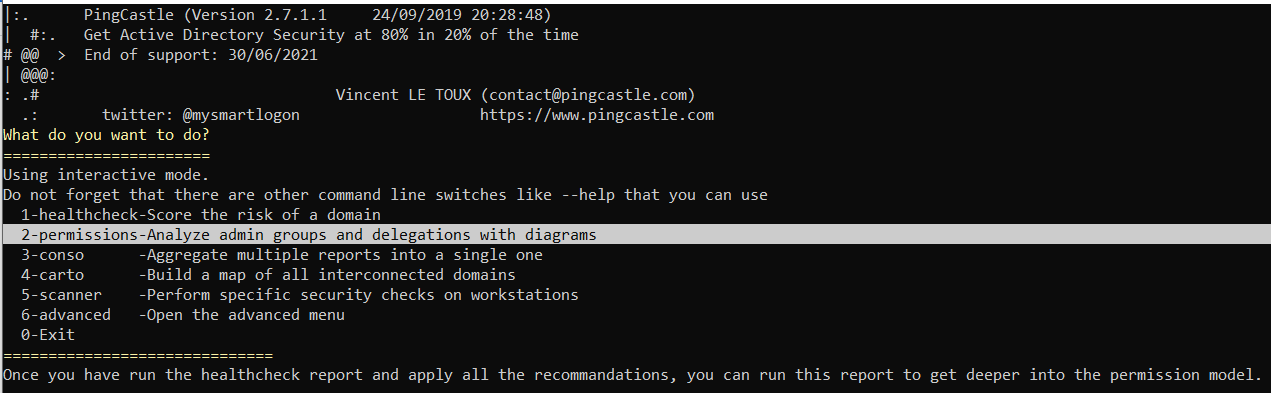 |:.      PingCastle (Version 2.7.1.1     24/09/2019 20:28:48)
|  #:.   Get Active Directory Security at 80% in 20% of the time
# @@  >  End of support: 30/06/2021
| @@@:
: .#                                 Vincent LE TOUX (contact@pingcastle.com)
  .:       twitter: @mysmartlogon                    https://www.pingcastle.com
What do you want to do?
=======================
Using interactive mode.
Do not forget that there are other command line switches like --help that you can use
  1-healthcheck-Score the risk of a domain
  2-permissions-Analyze admin groups and delegations with diagrams
  3-conso      -Aggregate multiple reports into a single one
  4-carto      -Build a map of all interconnected domains
  5-scanner    -Perform specific security checks on workstations
  6-advanced   -Open the advanced menu
  0-Exit
==============================
Once you have run the healthcheck report and apply all the recommandations, you can run this report to get deeper into the permission model.